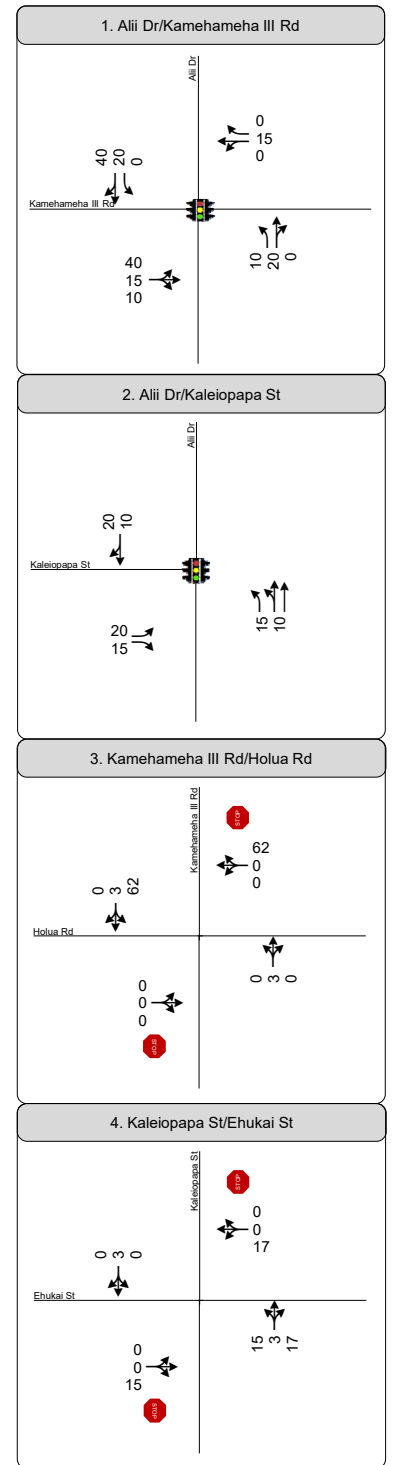 1. Alii Dr/Kamehameha III Rd
Alii Dr
0
15
0
40
20
0
Kamehameha III Rd
40
15
10
10
20
0
2. Alii Dr/Kaleiopapa St
Alii Dr
20
10
Kaleiopapa St
20
15
15
10
3. Kamehameha III Rd/Holua Rd
Kamehameha III Rd
STOP
62
0
0
0
3
62
Holua Rd
0
0
0
STOP
0
3
0
4. Kaleiopapa St/Ehukai St
Kaleiopapa St
STOP
0
0
17
0
3
0
Ehukai St
0
0
15
STOP
15
3
17